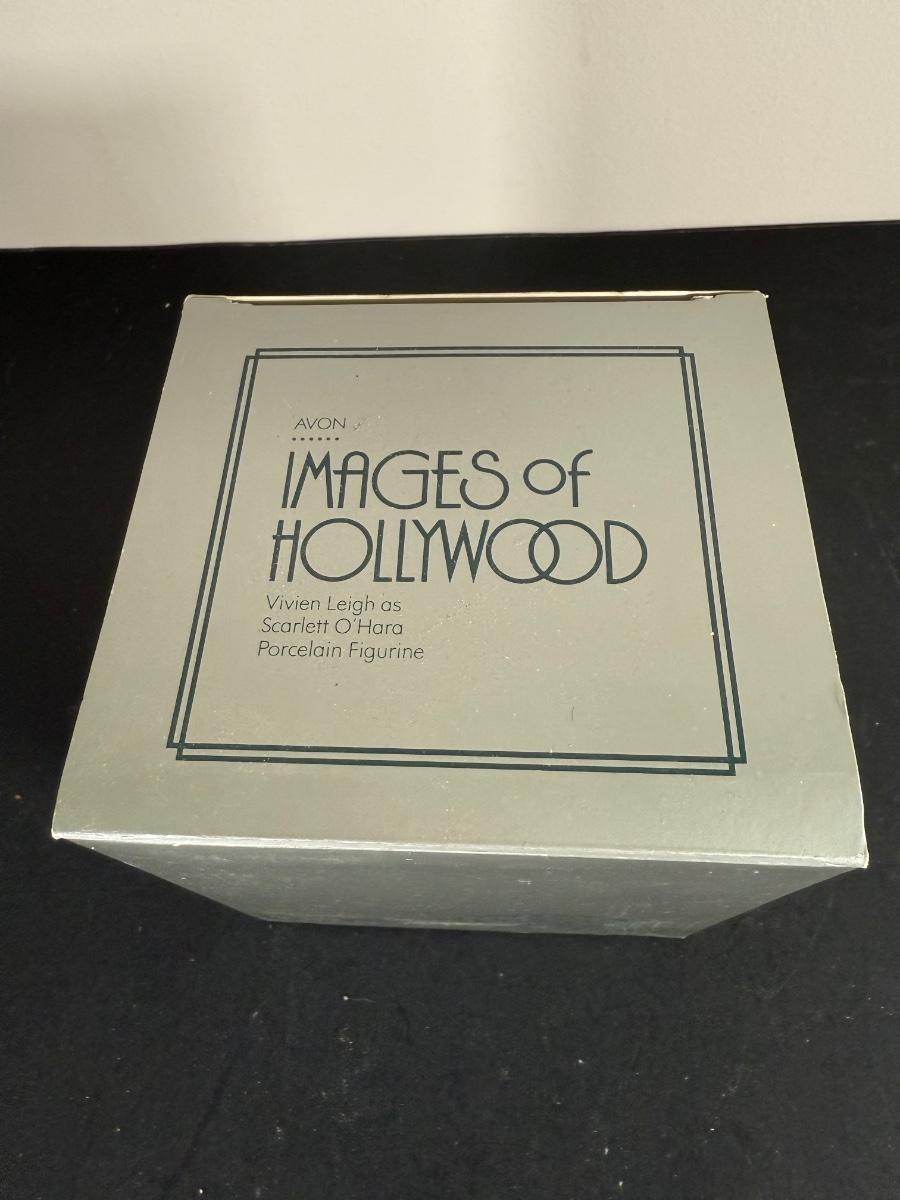 AVON
IMAGES of
HOLLYWOOD
Vivien Leigh as
Scarlett O'Hara
Porcelain Figurine